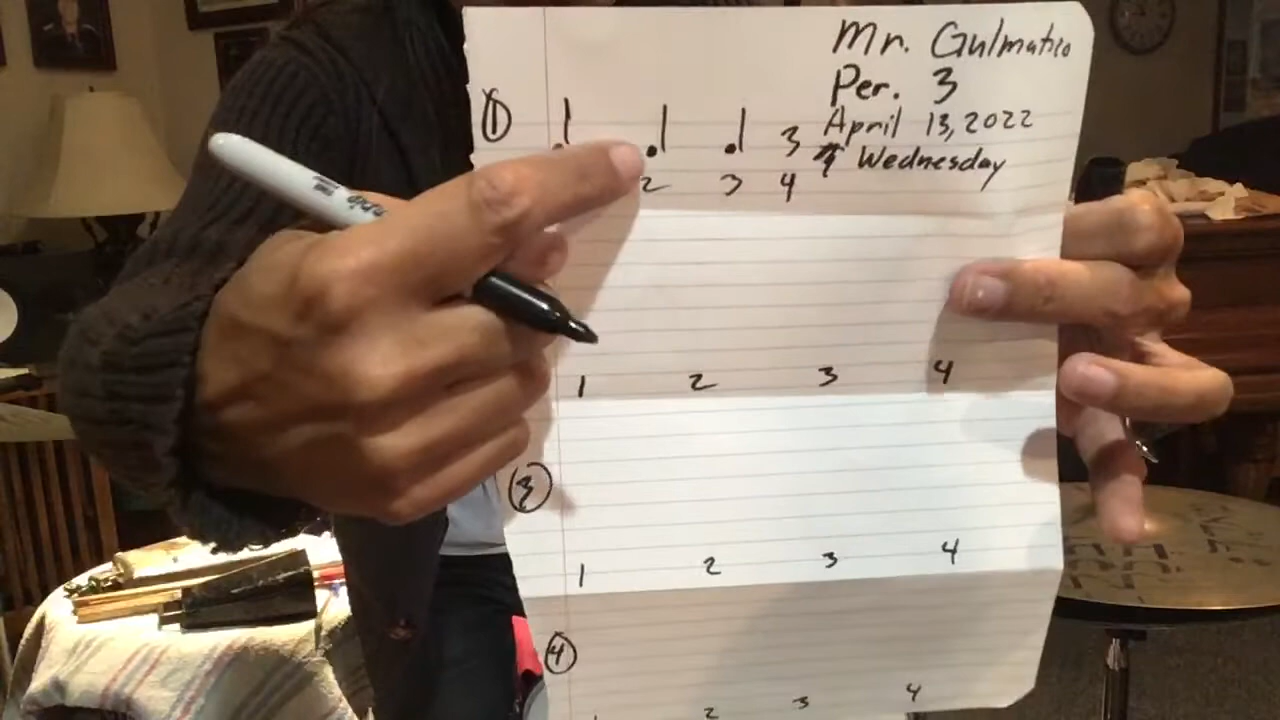 Mr. Gulmatico
Per. 3
① April 13, 2022
Wednesday
2 3 4
1 2 3 4
③
1 2 3 4
④
1 2 3 4